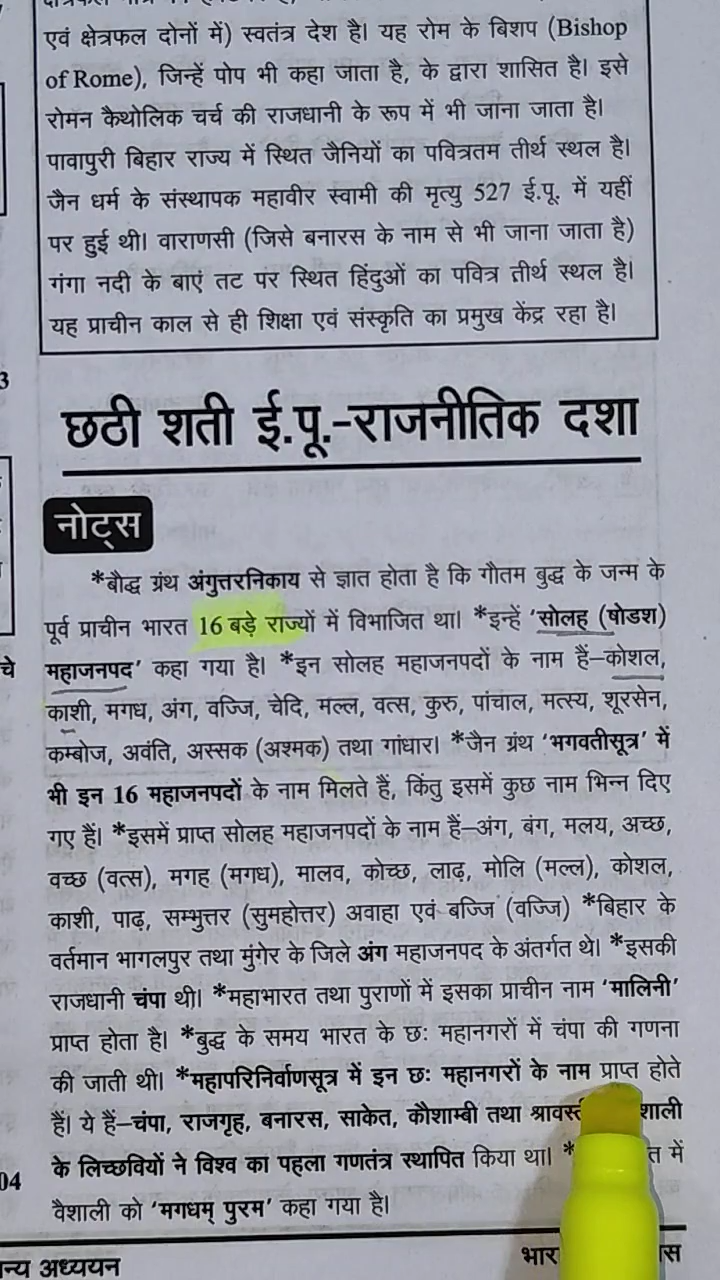 एवं क्षेत्रफल दोनों में) स्वतंत्र देश है। यह रोम के बिशप (Bishop
of Rome), जिन्हें पोप भी कहा जाता है, के द्वारा शासित है। इसे
रोमन कैथोलिक चर्च की राजधानी के रूप में भी जाना जाता है।
पावापुरी बिहार राज्य में स्थित जैनियों का पवित्रतम तीर्थ स्थल है।
जैन धर्म के संस्थापक महावीर स्वामी की मृत्यु 527 ई.पू. में यहीं
पर हुई थी। वाराणसी (जिसे बनारस के नाम से भी जाना जाता है)
गंगा नदी के बाएं तट पर स्थित हिंदुओं का पवित्र तीर्थ स्थल है।
यह प्राचीन काल से ही शिक्षा एवं संस्कृति का प्रमुख केंद्र रहा है।
3
छठी शती ई.पू.-राजनीतिक दशा
नोट्स
*बौद्ध ग्रंथ अंगुत्तरनिकाय से ज्ञात होता है कि गौतम बुद्ध के जन्म के
पूर्व प्राचीन भारत 16 बड़े राज्यों में विभाजित था। *इन्हें 'सोलह (षोडश)
चे
महाजनपद' कहा गया है। *इन सोलह महाजनपदों के नाम हैं–कोशल,
काशी, मगध, अंग, वज्जि, चेदि, मल्ल, वत्स, कुरु, पांचाल, मत्स्य, शूरसेन,
कम्बोज, अवंति, अस्सक (अश्मक) तथा गांधार। *जैन ग्रंथ 'भगवतीसूत्र' में
भी इन 16 महाजनपदों के नाम मिलते हैं, किंतु इसमें कुछ नाम भिन्न दिए
गए हैं। *इसमें प्राप्त सोलह महाजनपदों के नाम हैं–अंग, बंग, मलय, अच्छ,
वच्छ (वत्स), मगह (मगध), मालव, कोच्छ, लाढ़, मोलि (मल्ल), कोशल,
काशी, पाढ़, सम्भुत्तर (सुमहोत्तर) अवाहा एवं बज्जि (वज्जि) *बिहार के
वर्तमान भागलपुर तथा मुंगेर के जिले अंग महाजनपद के अंतर्गत थे। *इसकी
राजधानी चंपा थी। *महाभारत तथा पुराणों में इसका प्राचीन नाम 'मालिनी'
प्राप्त होता है। *बुद्ध के समय भारत के छः महानगरों में चंपा की गणना
की जाती थी। *महापरिनिर्वाणसूत्र में इन छः महानगरों के नाम प्राप्त होते
हैं। ये हैं–चंपा, राजगृह, बनारस, साकेत, कौशाम्बी तथा
के लिच्छवियों ने विश्व का पहला गणतंत्र स्थापित किया था। * में
04
वैशाली को 'मगधम् पुरम' कहा गया है।
न्य अध्ययन